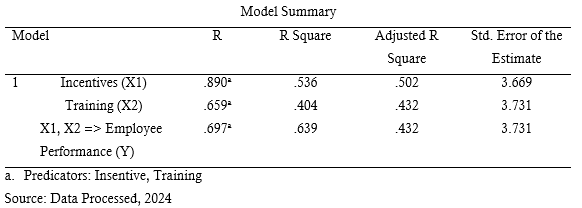 Model Summary
Model R R Square Adjusted R Std. Error of the
Square Estimate
1 Incentives (X1) .890ᵃ .536 .502 3.669
Training (X2) .659ᵃ .404 .432 3.731
X1, X2 => Employee .697ᵃ .639 .432 3.731
Performance (Y)
a. Predicators: Insentive, Training
Source: Data Processed, 2024